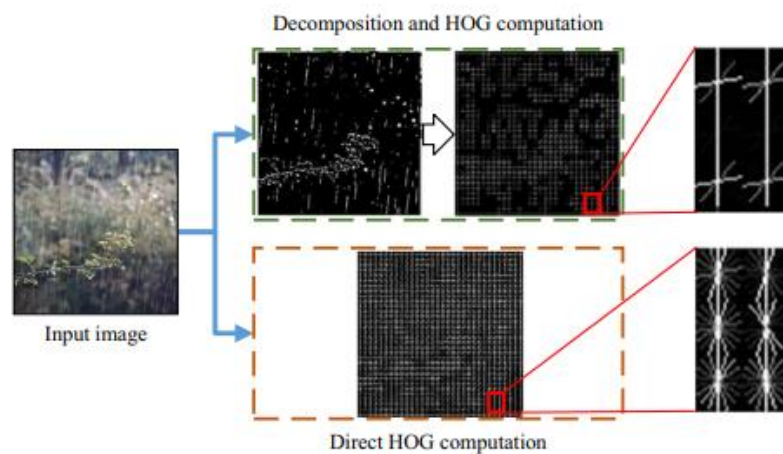 Decomposition and HOG computation
Input image
Direct HOG computation